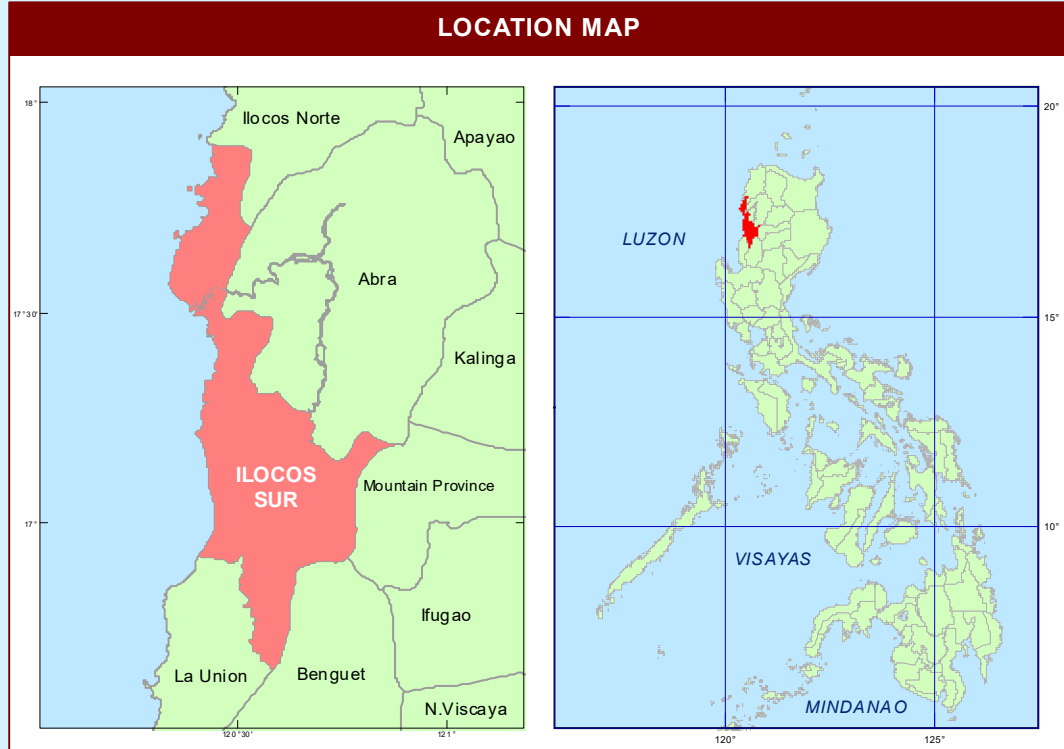 LOCATION MAP
18°
Ilocos Norte
Apayao
Abra
17°30'
Kalinga
ILOCOS
SUR
Mountain Province
17°
Ifugao
La Union
Benguet
N.Viscaya
120°30'
121°
20°
LUZON
15°
10°
VISAYAS
MINDANAO
120°
125°